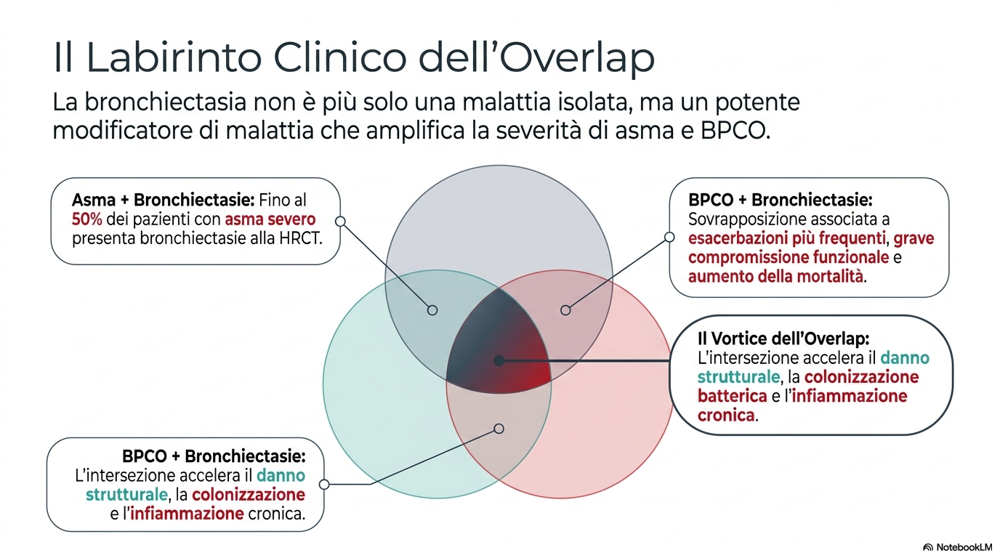 Il Labirinto Clinico dell’Overlap
La bronchiectasia non è più solo una malattia isolata, ma un potente
modificatore di malattia che amplifica la severità di asma e BPCO.
Asma + Bronchiectasie: Fino al
50% dei pazienti con asma severo
presenta bronchiectasie alla HRCT.
BPCO + Bronchiectasie:
Sovrapposizione associata a
esacerbazioni più frequenti, grave
compromissione funzionale e
aumento della mortalità.
Il Vortice dell’Overlap:
L’intersezione accelera il danno
strutturale, la colonizzazione
batterica e l’infiammazione
cronica.
BPCO + Bronchiectasie:
L’intersezione accelera il danno
strutturale, la colonizzazione
e l’infiammazione cronica.
NotebookLM